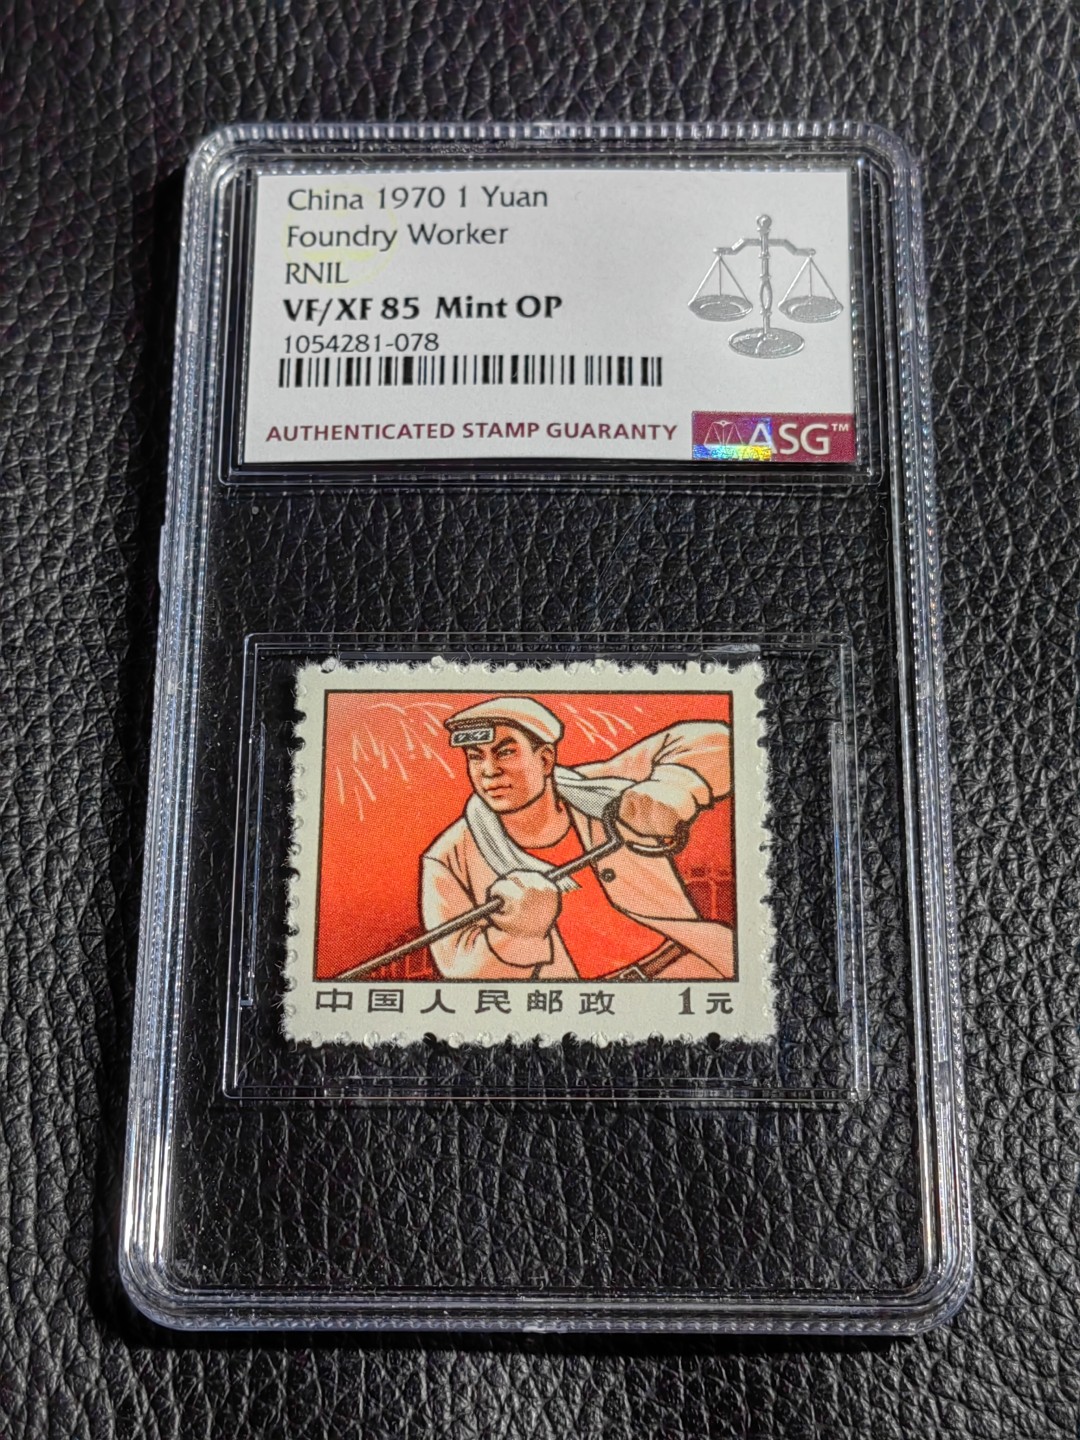 China 1970 1 Yuan
Foundry Worker
RNIL
VF/XF 85 Mint OP
1054281-078
AUTHENTICATED STAMP GUARANTY
ASG™
中国人民邮政 1元